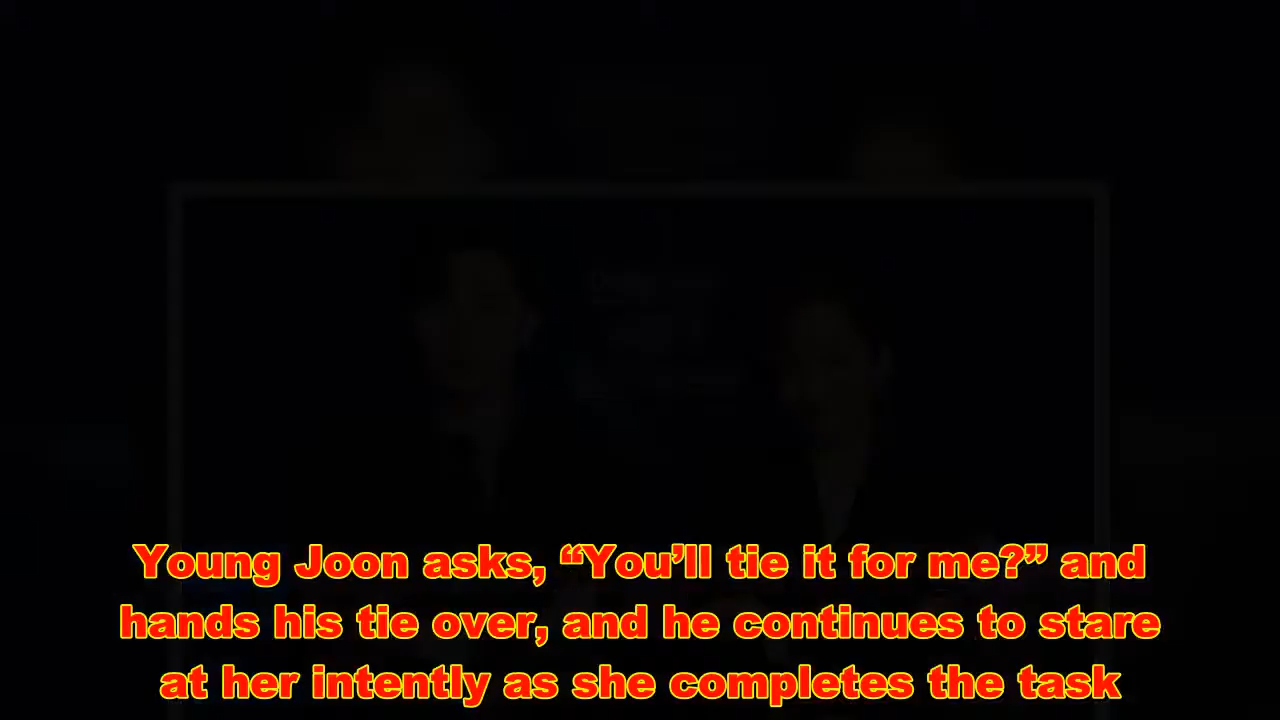 Young Joon asks, “You’ll tie it for me?” and
hands his tie over, and he continues to stare
at her intently as she completes the task